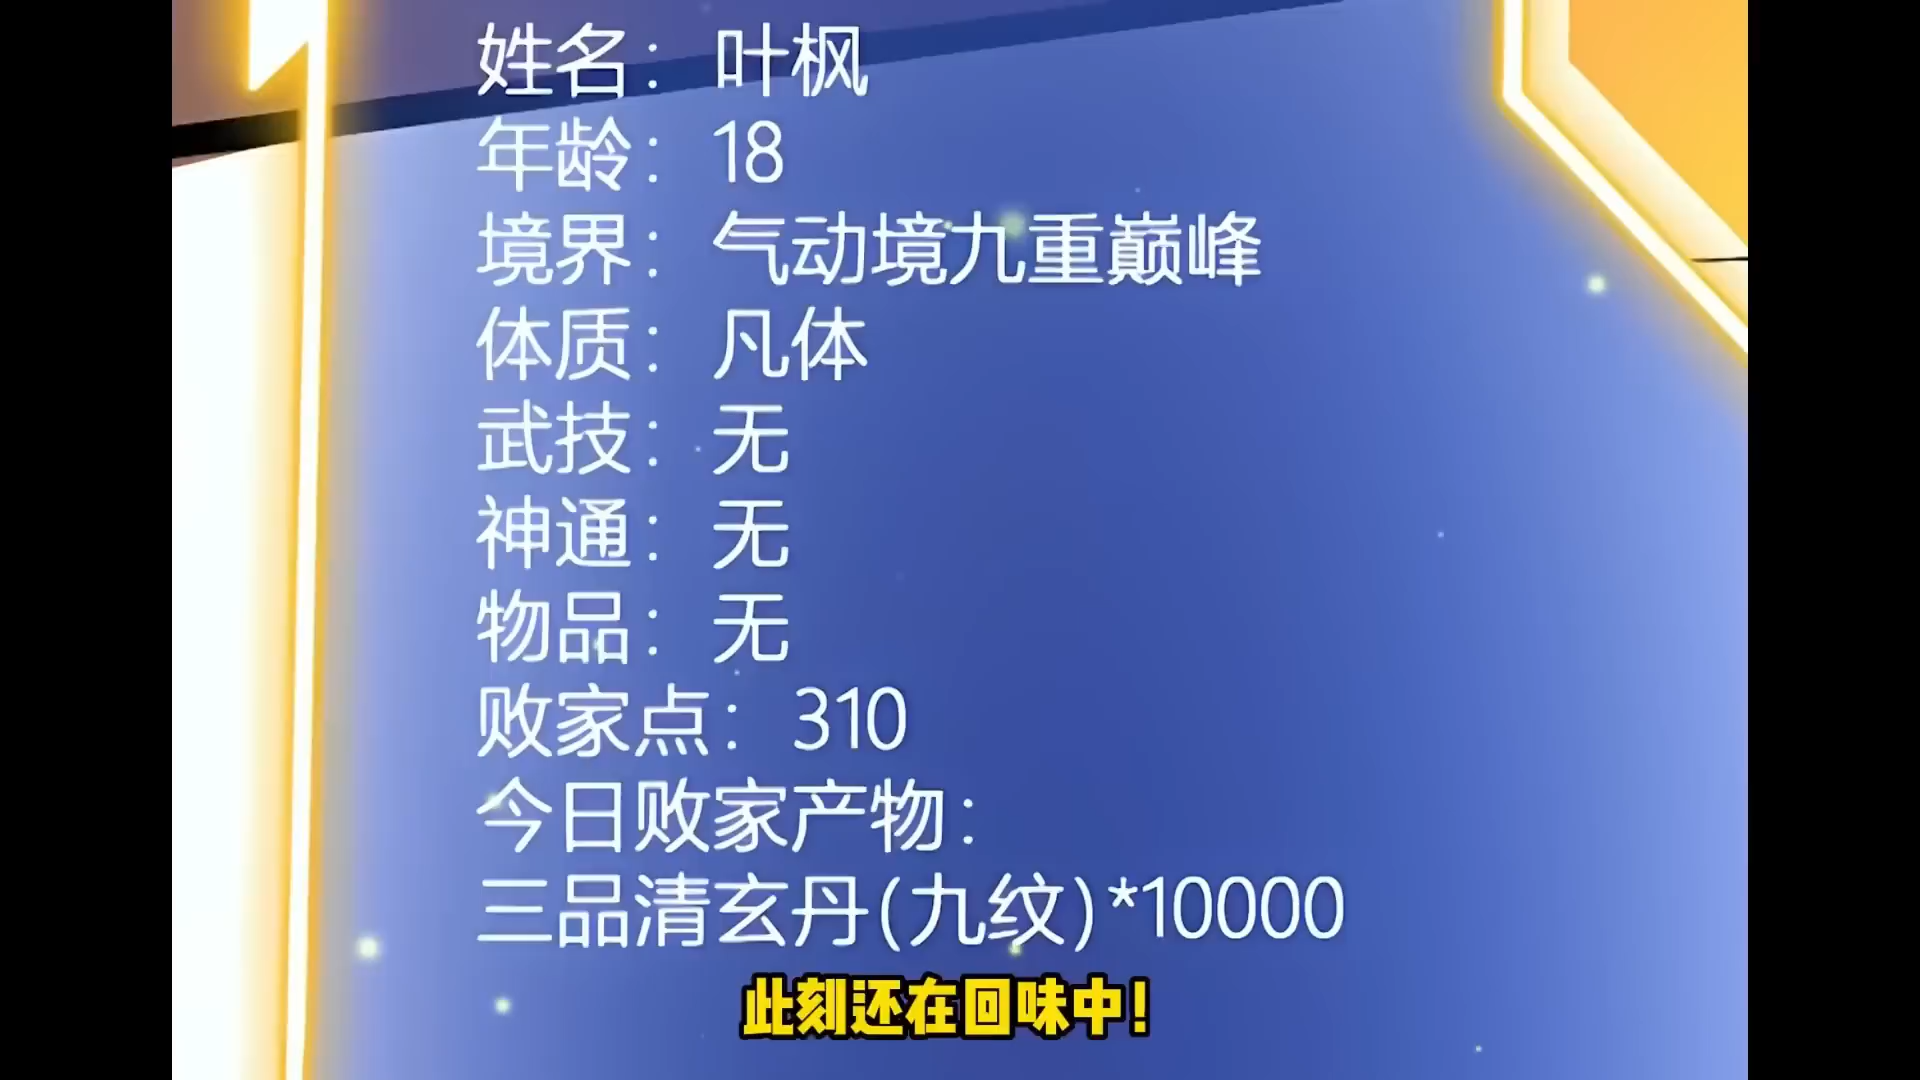 姓名：叶枫
年龄：18
境界：气动境九重巅峰
体质：凡体
武技：无
神通：无
物品：无
败家点：310
今日败家产物：
三品清玄丹(九纹)*10000
此刻还在回味中！